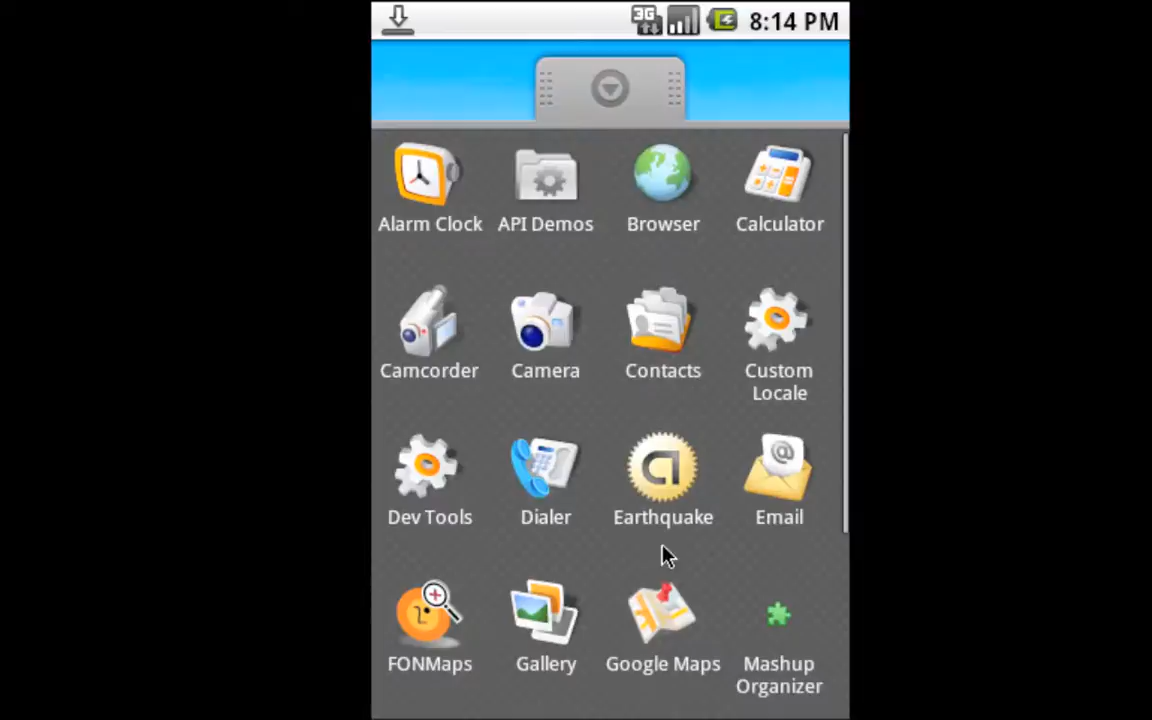 3G 8:14 PM
Alarm Clock API Demos Browser Calculator
Camcorder Camera Contacts Custom Locale
Dev Tools Dialer Earthquake Email
FONMaps Gallery Google Maps Mashup Organizer